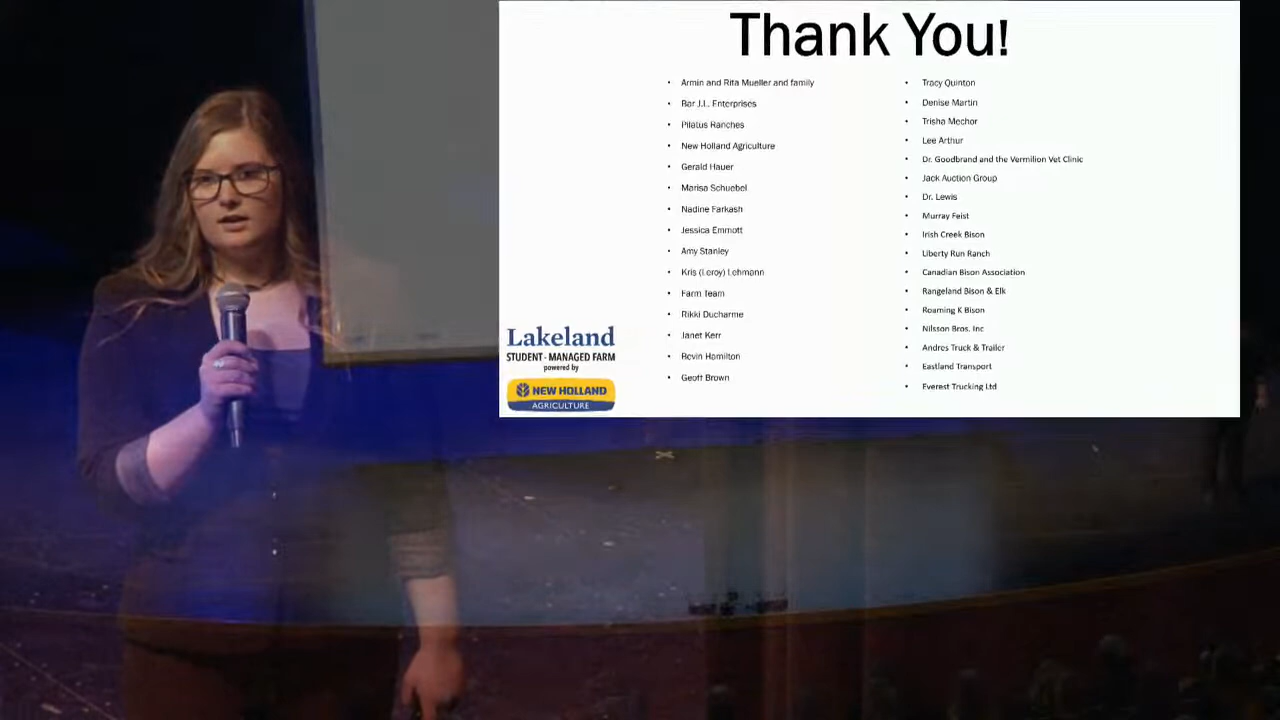 Thank You!
• Armin and Rita Mueller and family
• Bar J.L. Enterprises
• Pilatus Ranches
• New Holland Agriculture
• Gerald Hauer
• Marisa Schuebel
• Nadine Farkash
• Jessica Emmott
• Amy Stanley
• Kris (Leroy) Lehmann
• Farm Team
• Rikki Ducharme
• Janet Kerr
• Bevin Hamilton
• Geoff Brown
• Tracy Quinton
• Denise Martin
• Trisha Mechor
• Lee Arthur
• Dr. Goodbrand and the Vermilion Vet Clinic
• Jack Auction Group
• Dr. Lewis
• Murray Feist
• Irish Creek Bison
• Liberty Run Ranch
• Canadian Bison Association
• Rangeland Bison & Elk
• Roaming K Bison
• Nilsson Bros. Inc
• Andres Truck & Trailer
• Eastland Transport
• Everest Trucking Ltd
Lakeland
STUDENT-MANAGED FARM
powered by
NEW HOLLAND
AGRICULTURE